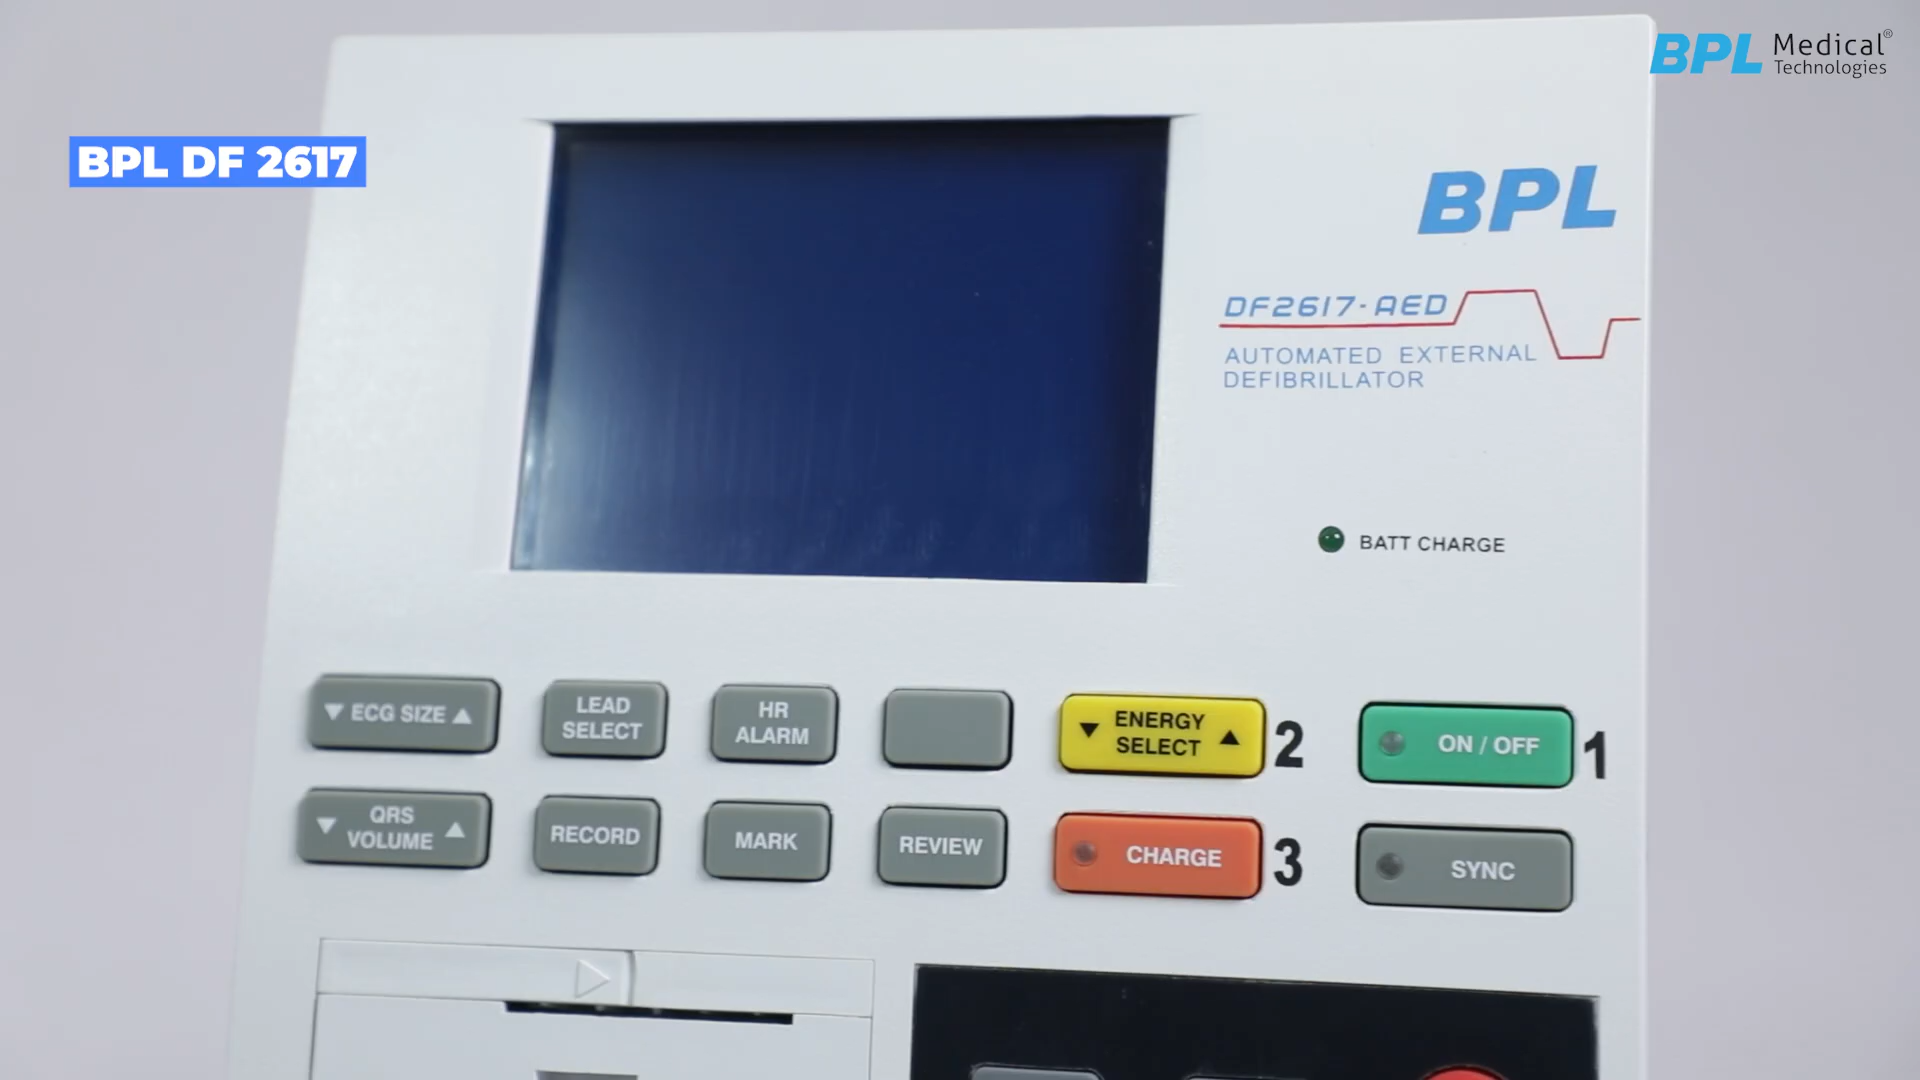 BPL Medical®
Technologies
BPL DF 2617
BPL
DF2617-AED
AUTOMATED EXTERNAL
DEFIBRILLATOR
BATT CHARGE
▼ ECG SIZE ▲
LEAD
SELECT
HR
ALARM
▼ ENERGY
SELECT ▲
2
ON / OFF
1
▼ QRS
VOLUME ▲
RECORD
MARK
REVIEW
CHARGE
3
SYNC